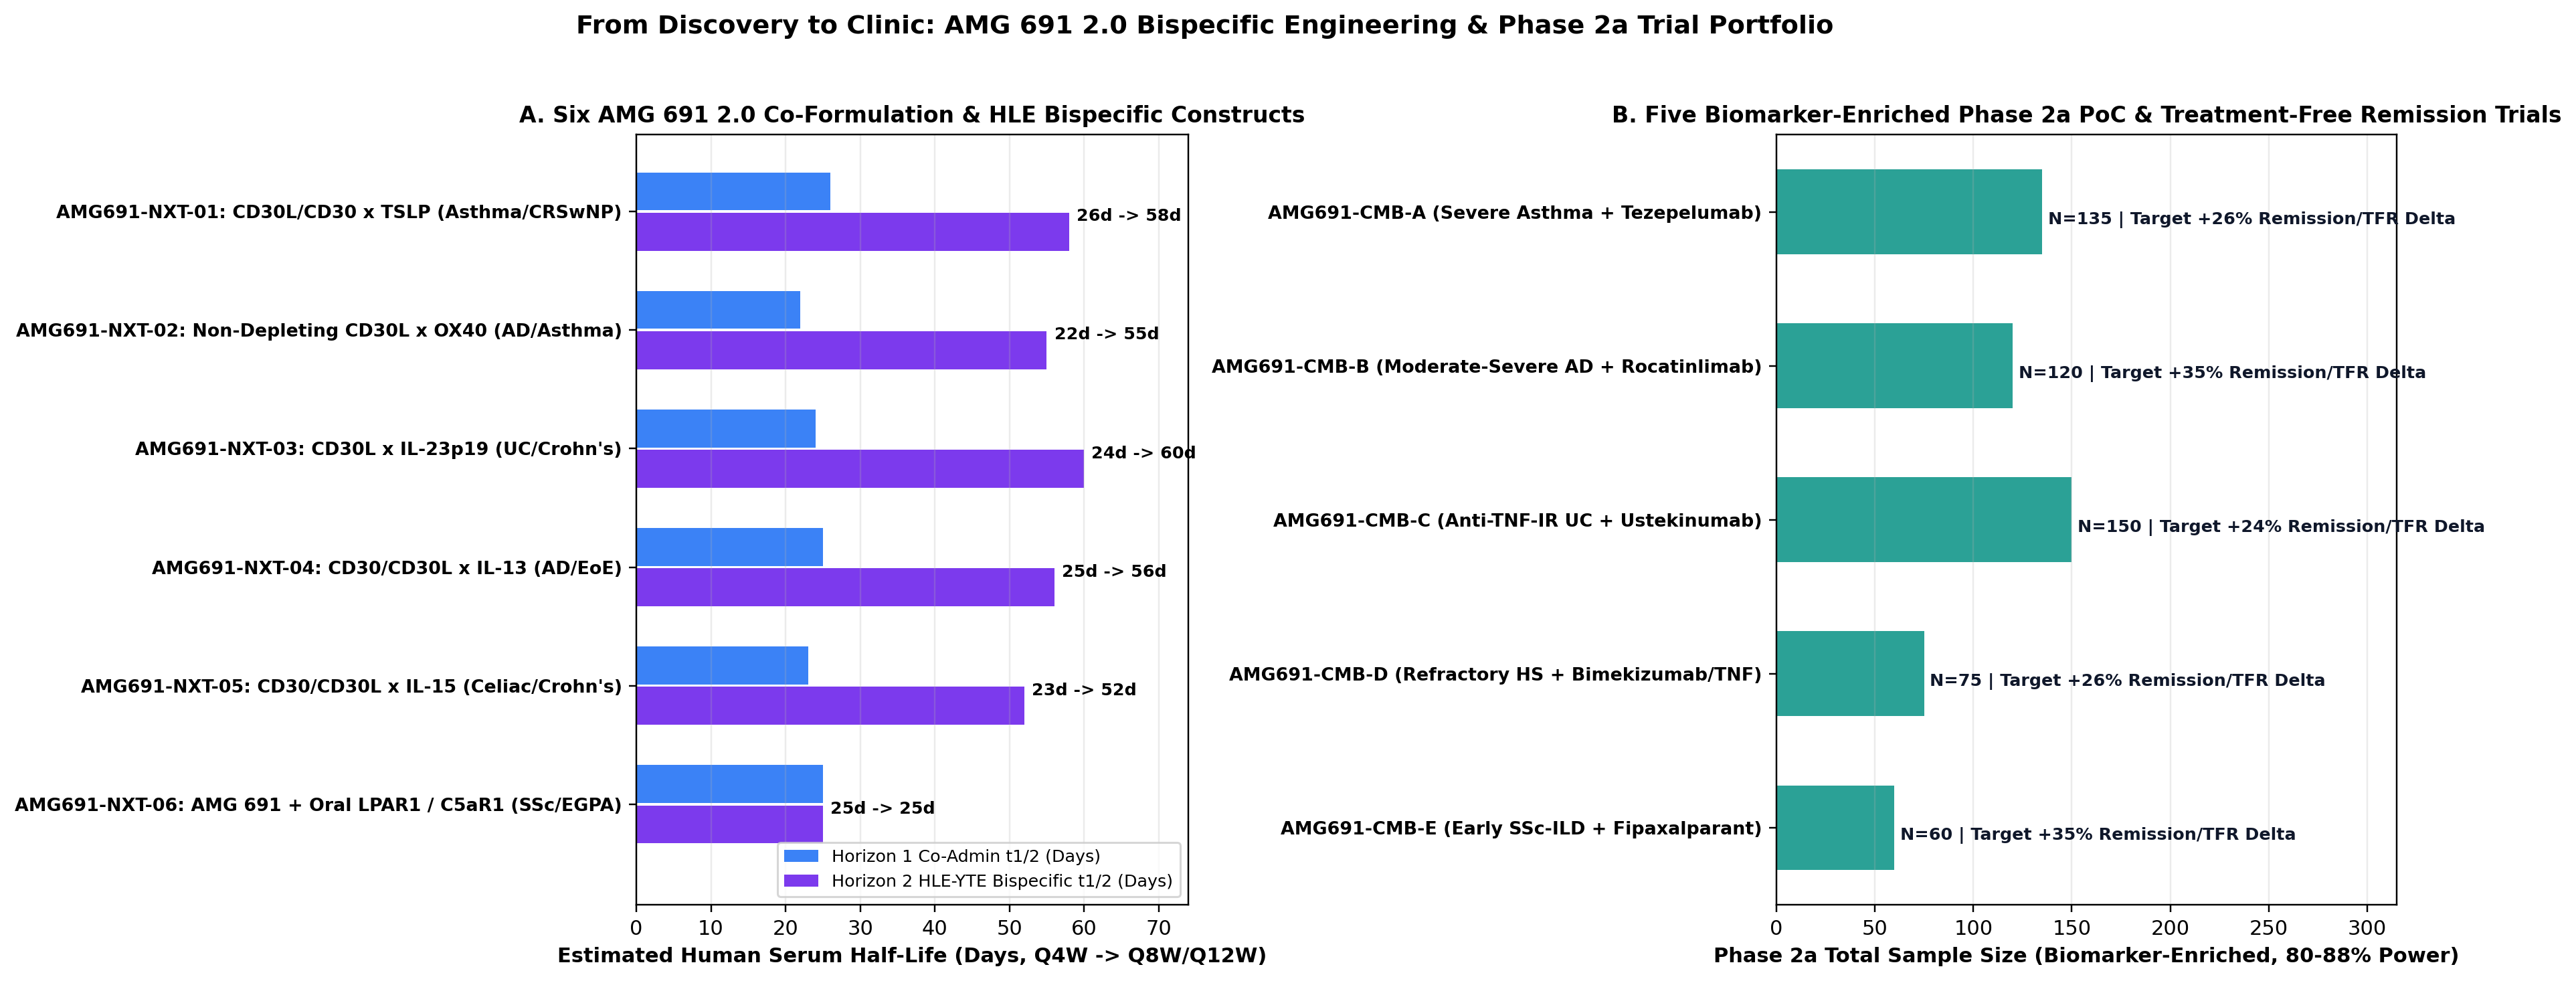 From Discovery to Clinic: AMG 691 2.0 Bispecific Engineering & Phase 2a Trial Portfolio
A. Six AMG 691 2.0 Co-Formulation & HLE Bispecific Constructs
AMG691-NXT-01: CD30L/CD30 x TSLP (Asthma/CRSwNP)
26d -> 58d
AMG691-NXT-02: Non-Depleting CD30L x OX40 (AD/Asthma)
22d -> 55d
AMG691-NXT-03: CD30L x IL-23p19 (UC/Crohn's)
24d -> 60d
AMG691-NXT-04: CD30/CD30L x IL-13 (AD/EoE)
25d -> 56d
AMG691-NXT-05: CD30/CD30L x IL-15 (Celiac/Crohn's)
23d -> 52d
AMG691-NXT-06: AMG 691 + Oral LPAR1 / C5aR1 (SSc/EGPA)
25d -> 25d
Horizon 1 Co-Admin t1/2 (Days)
Horizon 2 HLE-YTE Bispecific t1/2 (Days)
0 10 20 30 40 50 60 70
Estimated Human Serum Half-Life (Days, Q4W -> Q8W/Q12W)
B. Five Biomarker-Enriched Phase 2a PoC & Treatment-Free Remission Trials
AMG691-CMB-A (Severe Asthma + Tezepelumab)
N=135 | Target +26% Remission/TFR Delta
AMG691-CMB-B (Moderate-Severe AD + Rocatinlimab)
N=120 | Target +35% Remission/TFR Delta
AMG691-CMB-C (Anti-TNF-IR UC + Ustekinumab)
N=150 | Target +24% Remission/TFR Delta
AMG691-CMB-D (Refractory HS + Bimekizumab/TNF)
N=75 | Target +26% Remission/TFR Delta
AMG691-CMB-E (Early SSc-ILD + Fipaxalparant)
N=60 | Target +35% Remission/TFR Delta
0 50 100 150 200 250 300
Phase 2a Total Sample Size (Biomarker-Enriched, 80-88% Power)